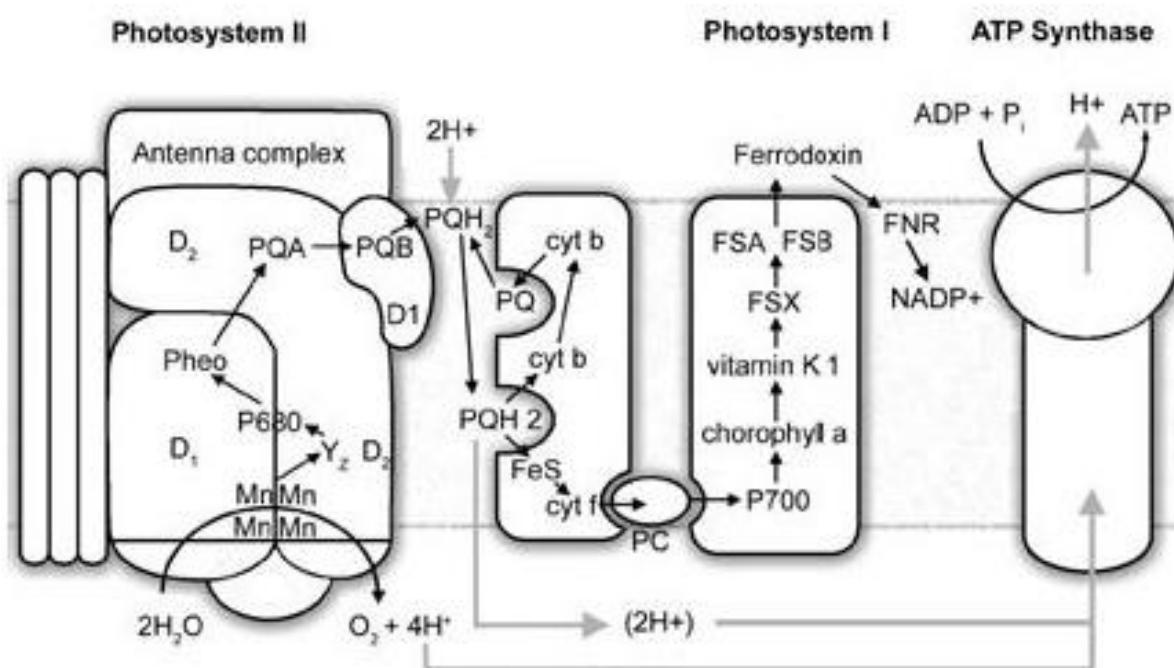 Photosystem II
Photosystem I
ATP Synthase
Antenna complex
2H+
Ferrodoxin
ADP + Pi
H+
ATP
D2
PQA
PQB
PQH2
cyt b
FSA
FSB
FNR
D1
PQ
FSX
NADP+
Pheo
cyt b
vitamin K 1
P680
PQH 2
chorophyll a
D1
YZ
D2
FeS
Mn
Mn
cyt f
P700
Mn
Mn
PC
2H2O
O2 + 4H+
(2H+)